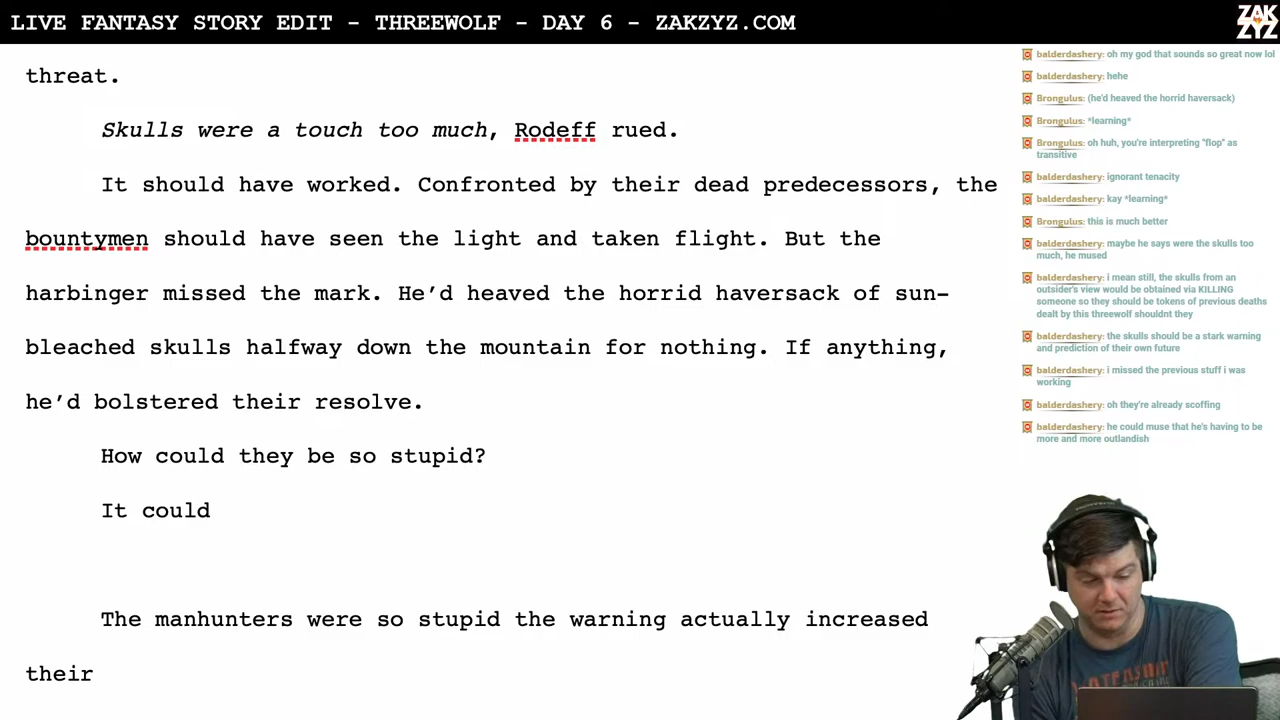 LIVE FANTASY STORY EDIT - THREEWOLF - DAY 6 - ZAKZYZ.COM
ZAK
ZYZ
threat.
Skulls were a touch too much, Rodeff rued.
It should have worked. Confronted by their dead predecessors, the
bountymen should have seen the light and taken flight. But the
harbinger missed the mark. He’d heaved the horrid haversack of sun-
bleached skulls halfway down the mountain for nothing. If anything,
he’d bolstered their resolve.
How could they be so stupid?
It could
The manhunters were so stupid the warning actually increased
their
balderdashery: oh my god that sounds so great now lol
balderdashery: hehe
Brongulus: (he'd heaved the horrid haversack)
Brongulus: *learning*
Brongulus: oh huh, you're interpreting "flop" as
transitive
balderdashery: ignorant tenacity
balderdashery: kay *learning*
Brongulus: this is much better
balderdashery: maybe he says were the skulls too
much, he mused
balderdashery: i mean still, the skulls from an
outsider's view would be obtained via KILLING
someone so they should be tokens of previous deaths
dealt by this threewolf shouldnt they
balderdashery: the skulls should be a stark warning
and prediction of their own future
balderdashery: i missed the previous stuff i was
working
balderdashery: oh they're already scoffing
balderdashery: he could muse that he's having to be
more and more outlandish